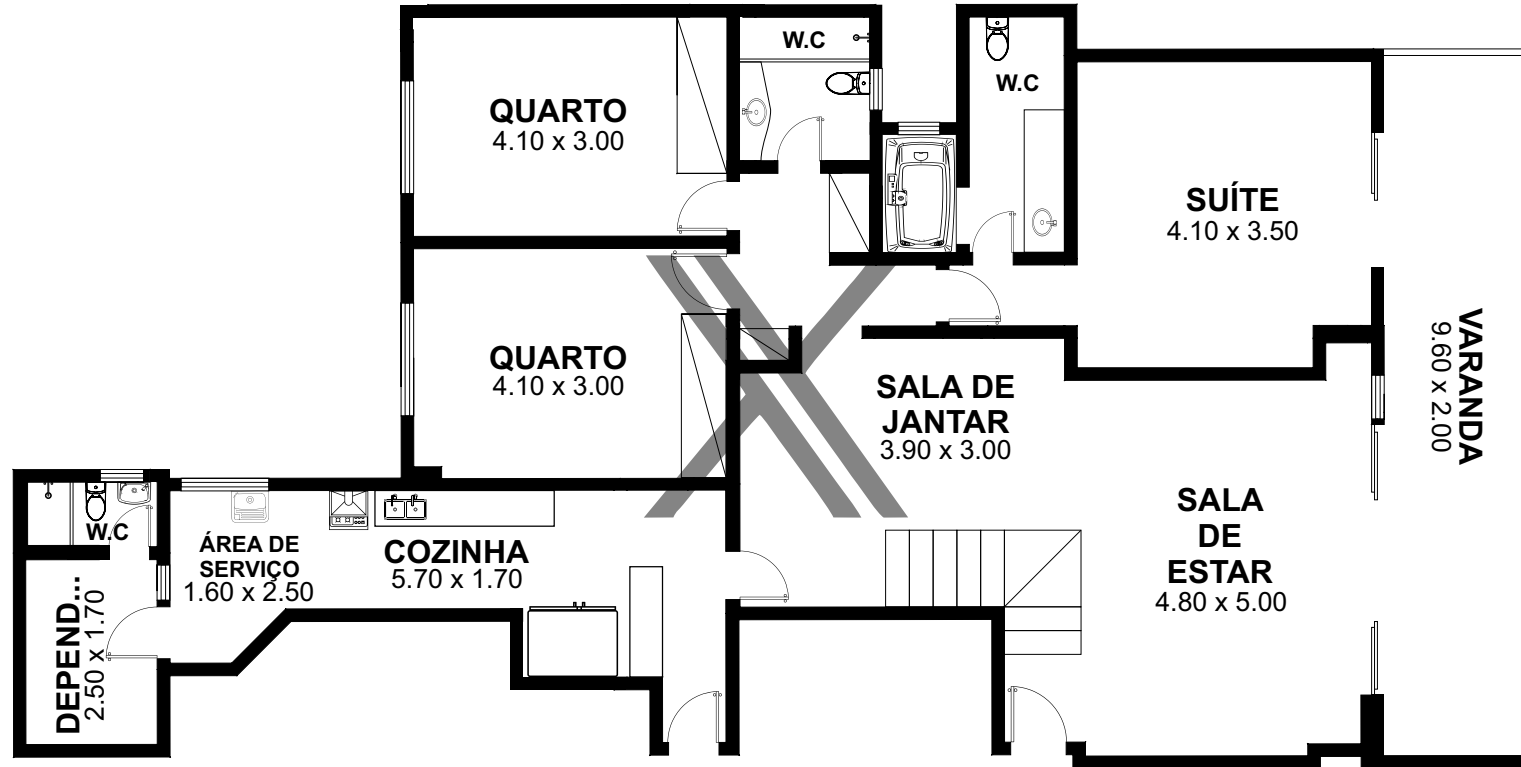 W.C
W.C
QUARTO
4.10 x 3.00
SUÍTE
4.10 x 3.50
QUARTO
4.10 x 3.00
SALA DE
JANTAR
3.90 x 3.00
VARANDA
9.60 x 2.00
SALA
DE
ESTAR
4.80 x 5.00
W.C
ÁREA DE
SERVIÇO
1.60 x 2.50
COZINHA
5.70 x 1.70
DEPEND...
2.50 x 1.70